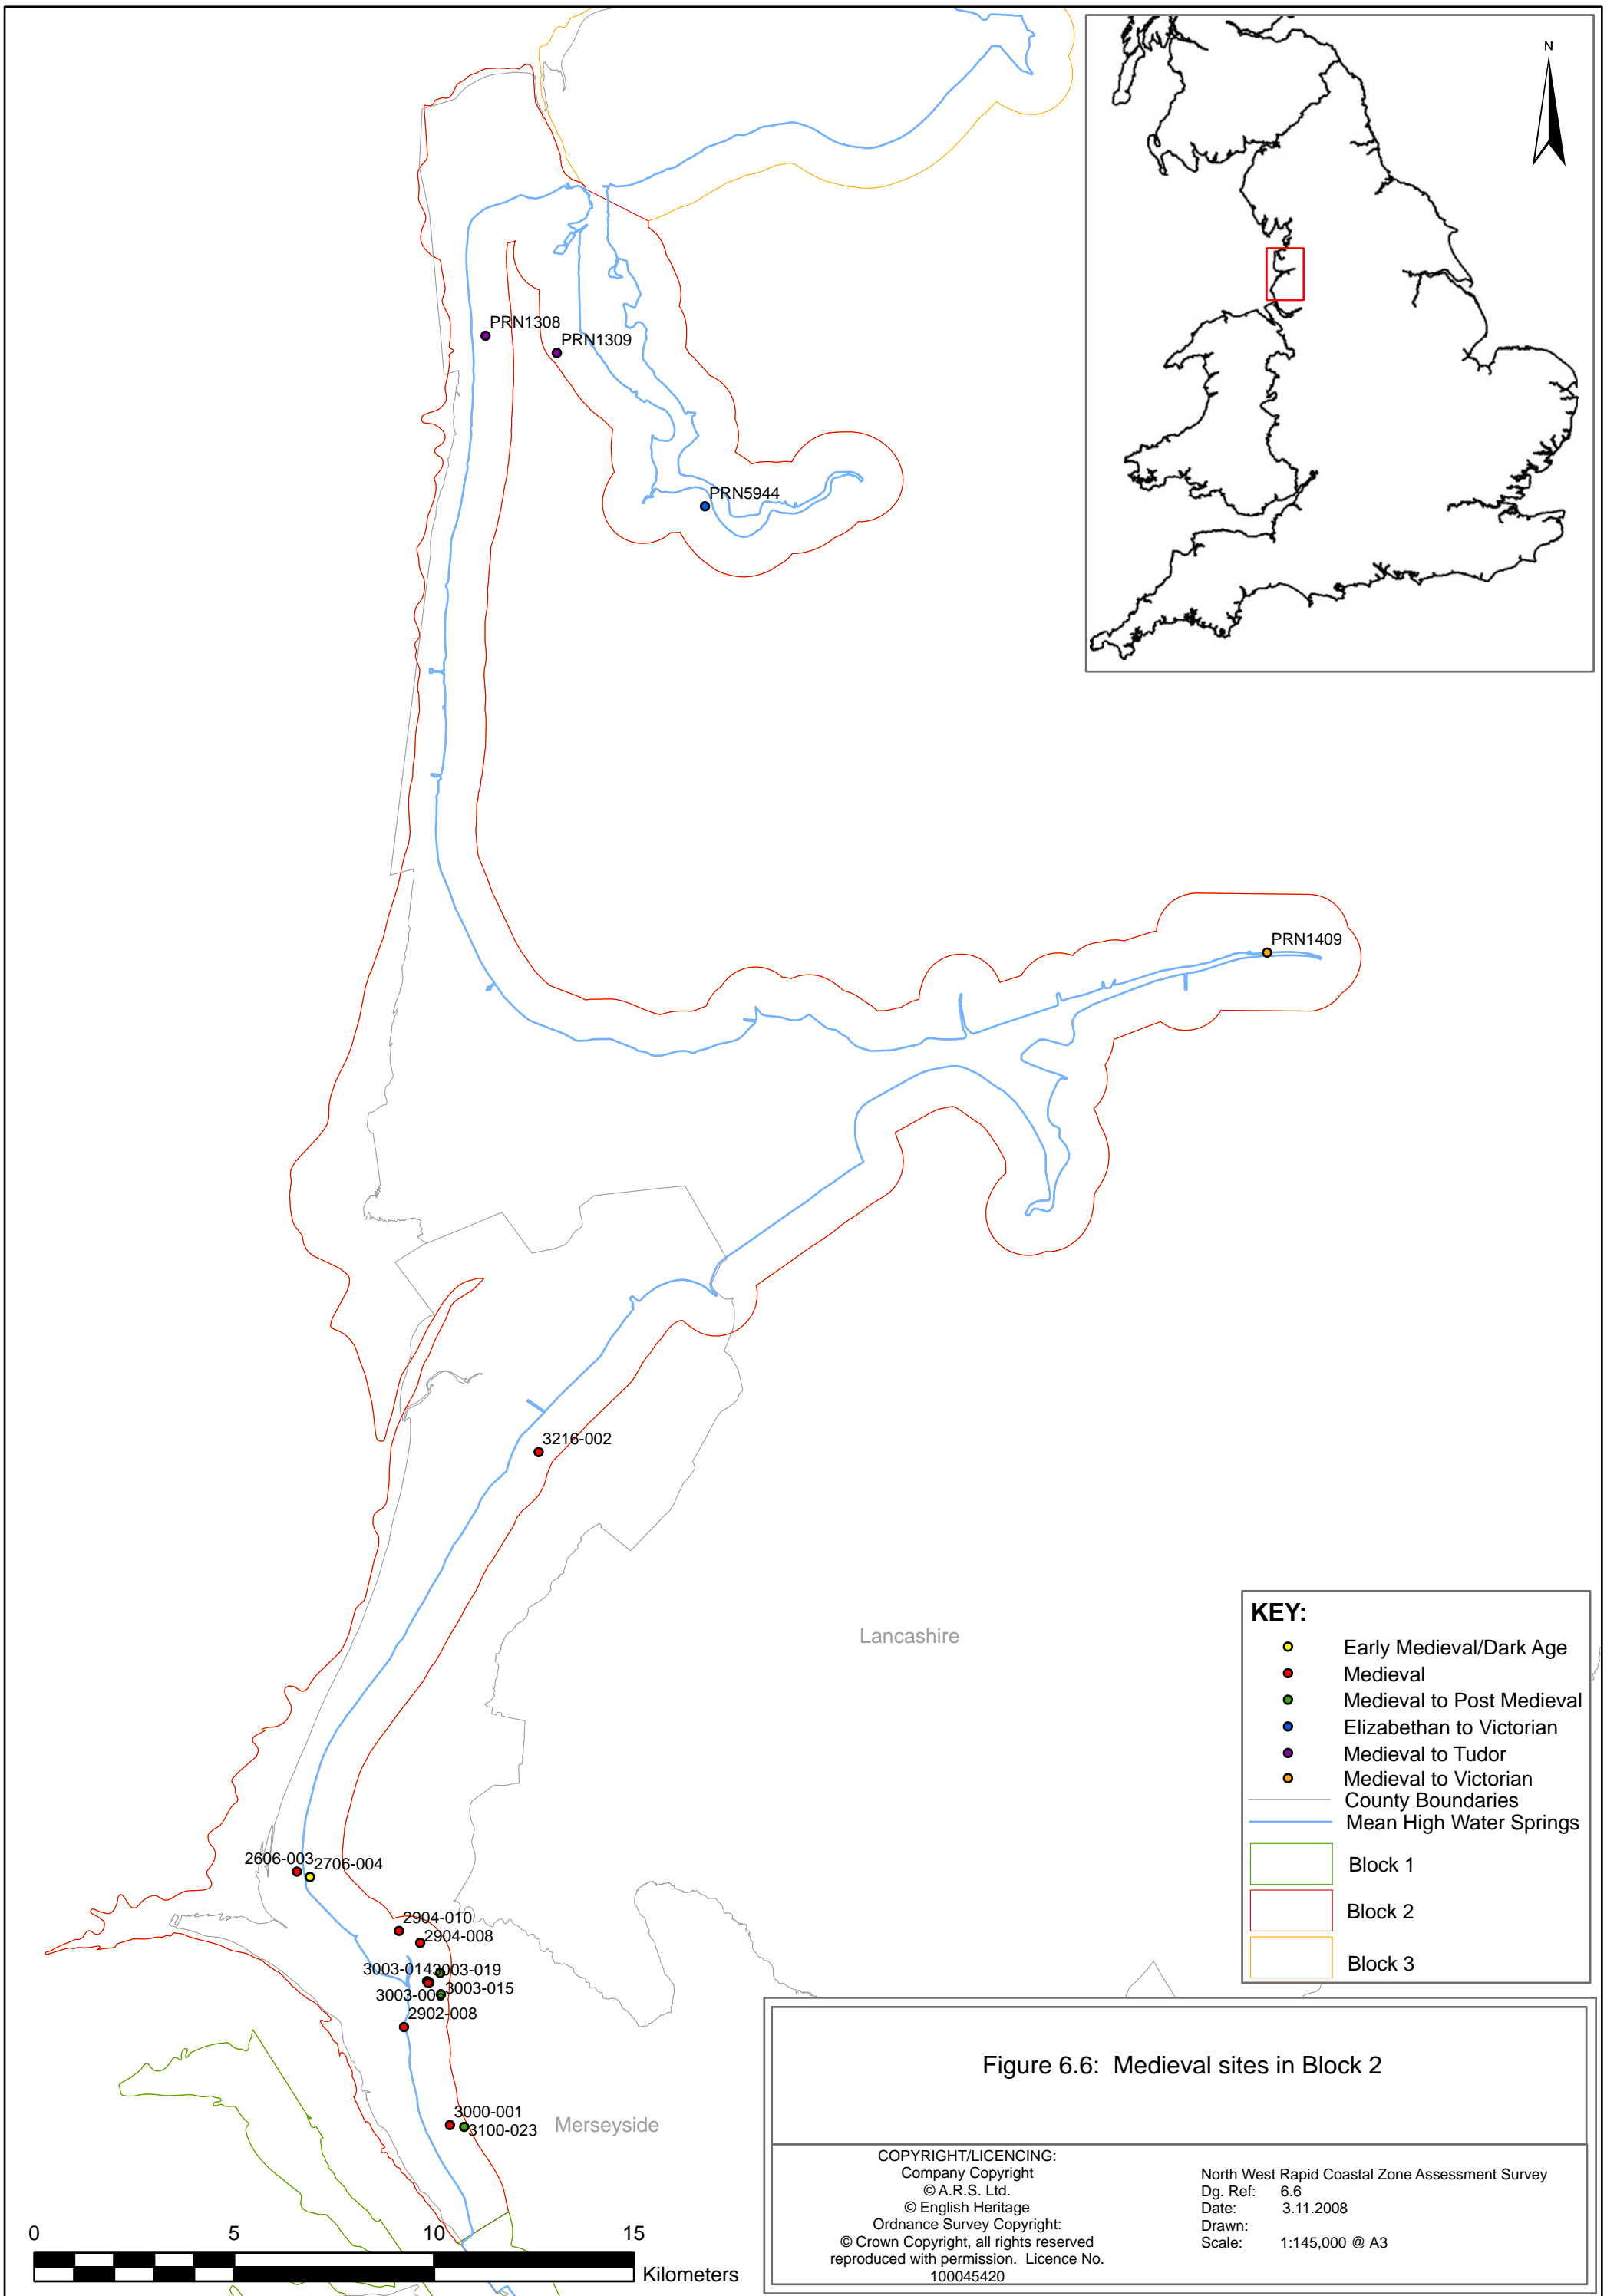 N
PRN1308
PRN1309
PRN5944
PRN1409
3216-002
Lancashire
KEY:
Early Medieval/Dark Age
Medieval
Medieval to Post Medieval
Elizabethan to Victorian
Medieval to Tudor
Medieval to Victorian
County Boundaries
Mean High Water Springs
Block 1
Block 2
Block 3
2606-003
2706-004
2904-010
2904-008
3003-014
3003-019
3003-006
3003-015
2902-008
3000-001
3100-023
Merseyside
Figure 6.6: Medieval sites in Block 2
COPYRIGHT/LICENCING:
Company Copyright
© A.R.S. Ltd.
© English Heritage
Ordnance Survey Copyright:
© Crown Copyright, all rights reserved
reproduced with permission. Licence No.
100045420
North West Rapid Coastal Zone Assessment Survey
Dg. Ref: 6.6
Date: 3.11.2008
Drawn:
Scale: 1:145,000 @ A3
0 5 10 15
Kilometers